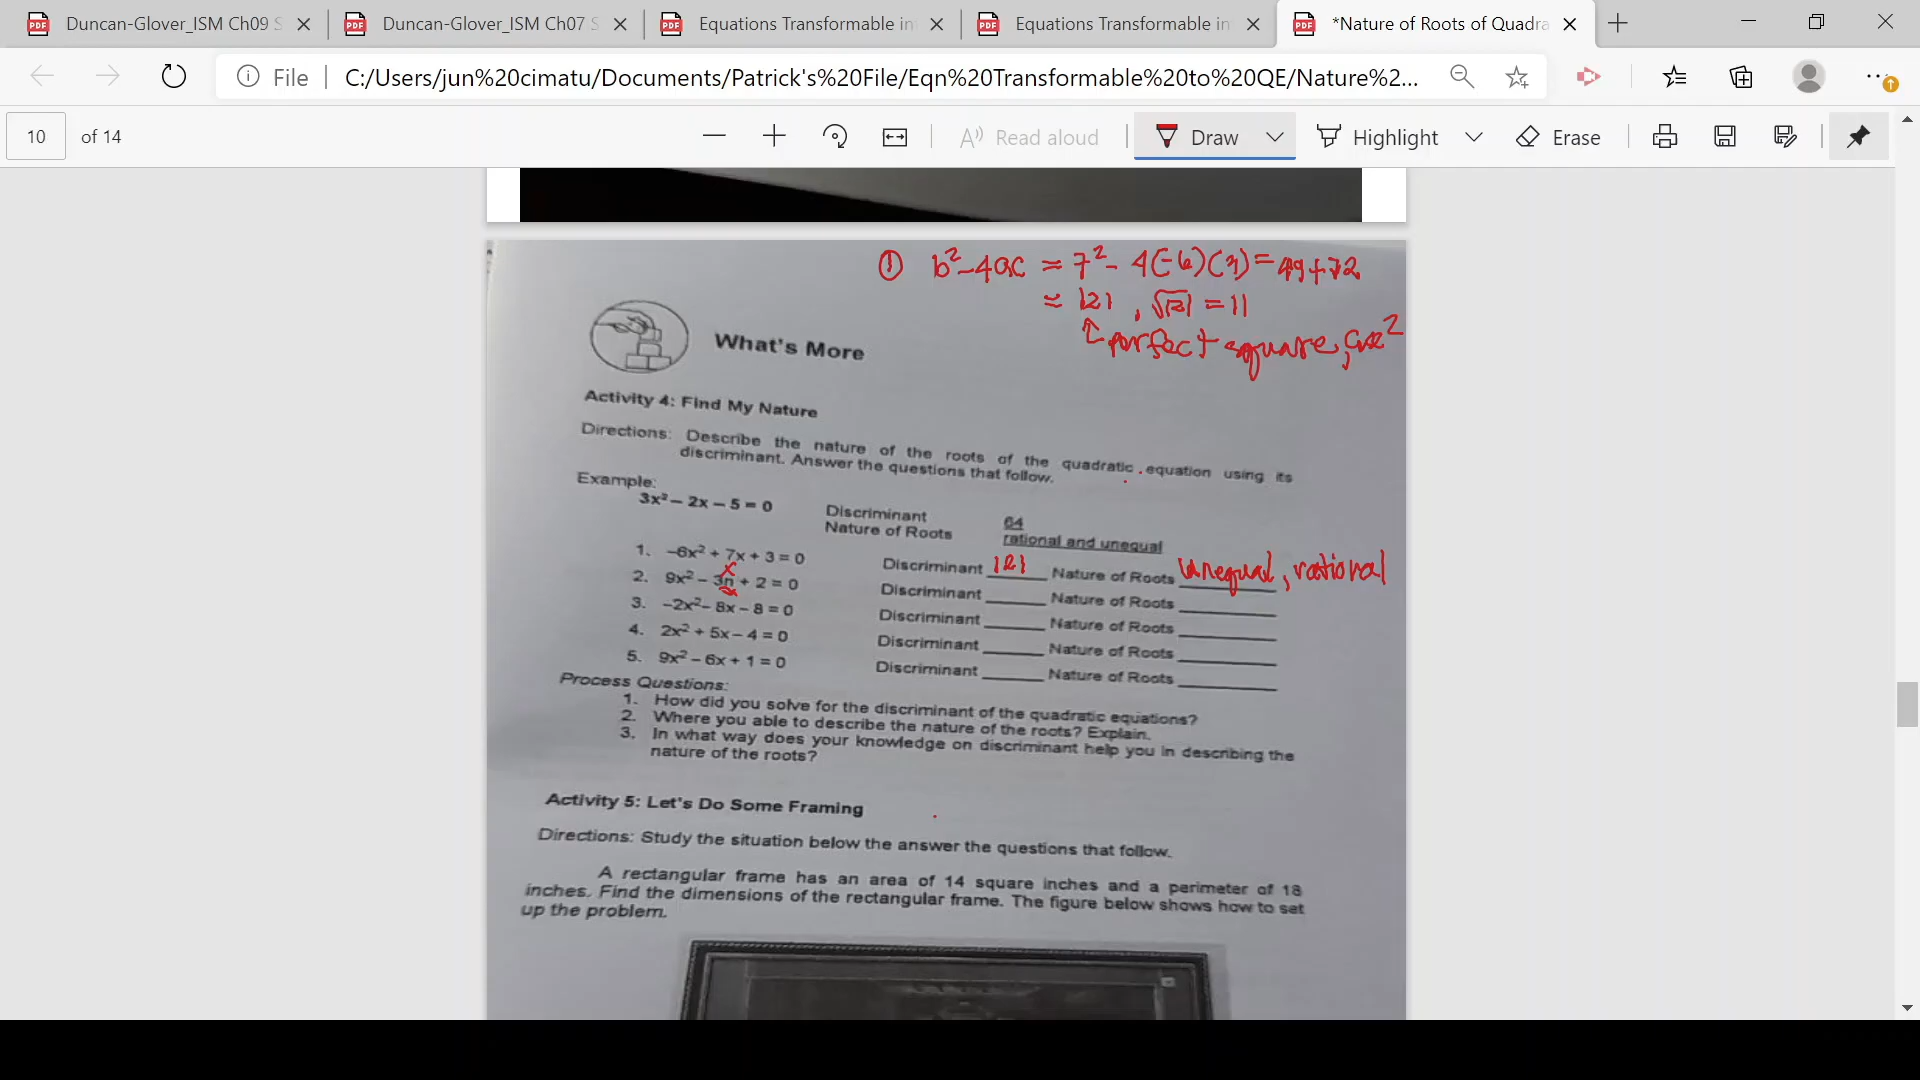 Duncan-Glover_ISM Ch09 S
Duncan-Glover_ISM Ch07 S
Equations Transformable in
Equations Transformable in
*Nature of Roots of Quadra
File
C:/Users/jun%20cimatu/Documents/Patrick's%20File/Eqn%20Transformable%20to%20QE/Nature%2...
10 of 14
Read aloud
Draw
Highlight
Erase
① b²-4ac = 7²- 4(-6)(3) = 49+72
= 121, √121 = 11
perfect square,
What's More
Activity 4: Find My Nature
Directions: Describe the nature of the roots of the quadratic equation using its
discriminant. Answer the questions that follow.
Example:
3x² – 2x – 5 = 0 Discriminant 64
Nature of Roots rational and unequal
1. –6x² + 7x + 3 = 0 Discriminant 121 Nature of Roots unequal, rational
x
2. 9x² – 3n + 2 = 0 Discriminant ______ Nature of Roots ______
3. –2x² – 8x – 8 = 0 Discriminant ______ Nature of Roots ______
4. 2x² + 5x – 4 = 0 Discriminant ______ Nature of Roots ______
5. 9x² – 6x + 1 = 0 Discriminant ______ Nature of Roots ______
Process Questions:
1. How did you solve for the discriminant of the quadratic equations?
2. Where you able to describe the nature of the roots? Explain.
3. In what way does your knowledge on discriminant help you in describing the
nature of the roots?
Activity 5: Let's Do Some Framing
Directions: Study the situation below the answer the questions that follow.
A rectangular frame has an area of 14 square inches and a perimeter of 18
inches. Find the dimensions of the rectangular frame. The figure below shows how to set
up the problem.